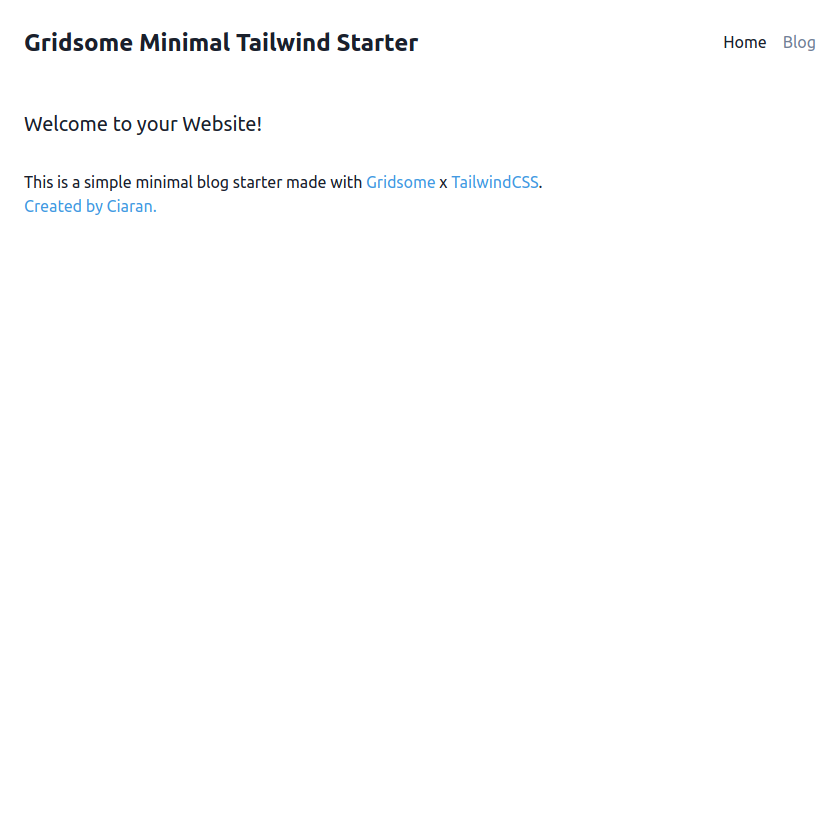 Gridsome Minimal Tailwind Starter
Home Blog
Welcome to your Website!
This is a simple minimal blog starter made with Gridsome x TailwindCSS.
Created by Ciaran.